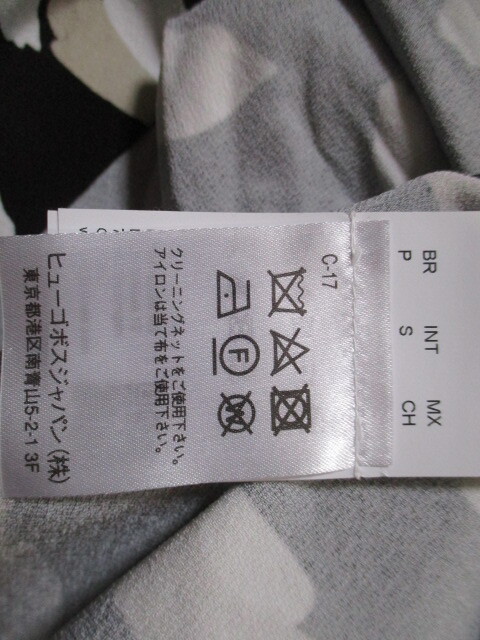 BR INT MX
P S CH
C-17
F
W
クリーニングネットをご使用下さい。
アイロンは当て布をご使用下さい。
ヒューゴボスジャパン(株)
東京都港区南青山5-2-1 3F